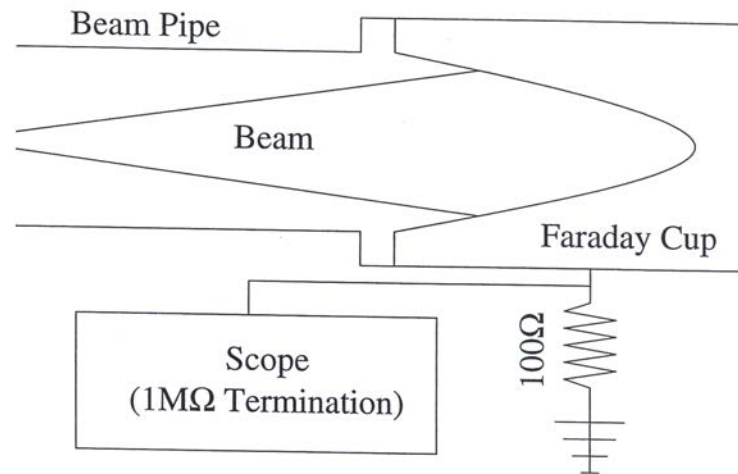 Beam Pipe
Beam
Faraday Cup
Scope
(1MΩ Termination)
100Ω